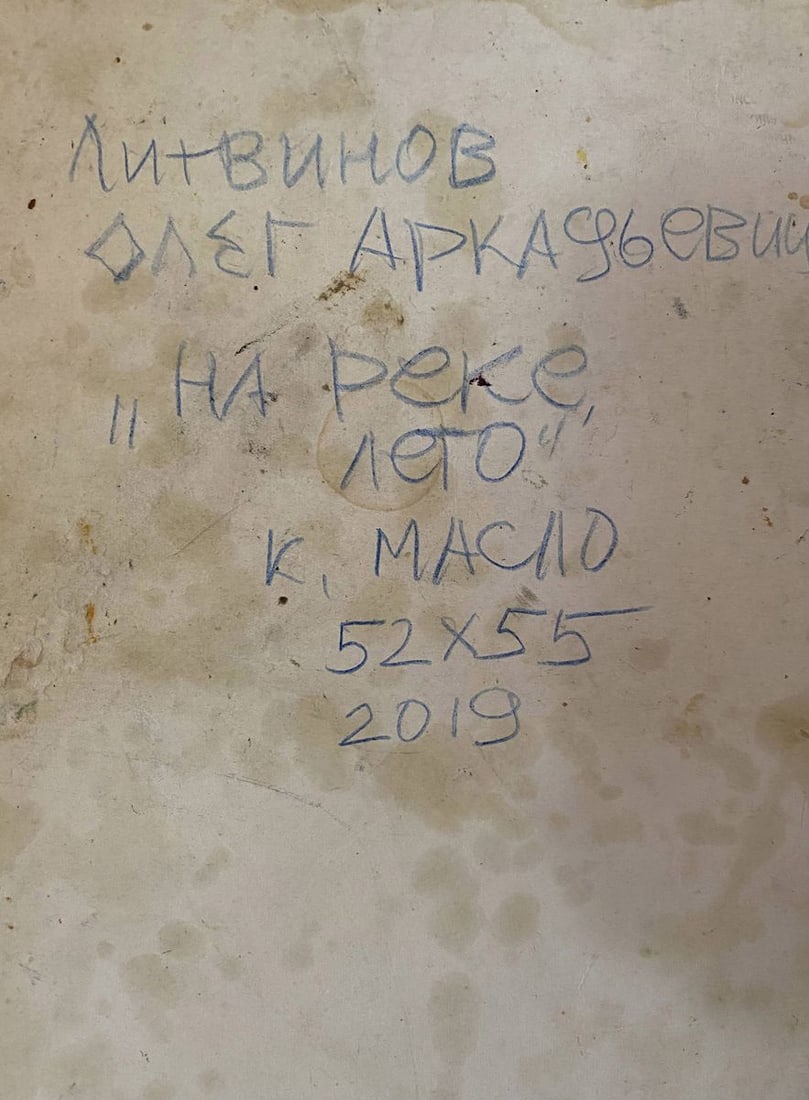 Литвинов
Олег Аркадьевич
„На реке,
лето“
к, масло
52х55
2019